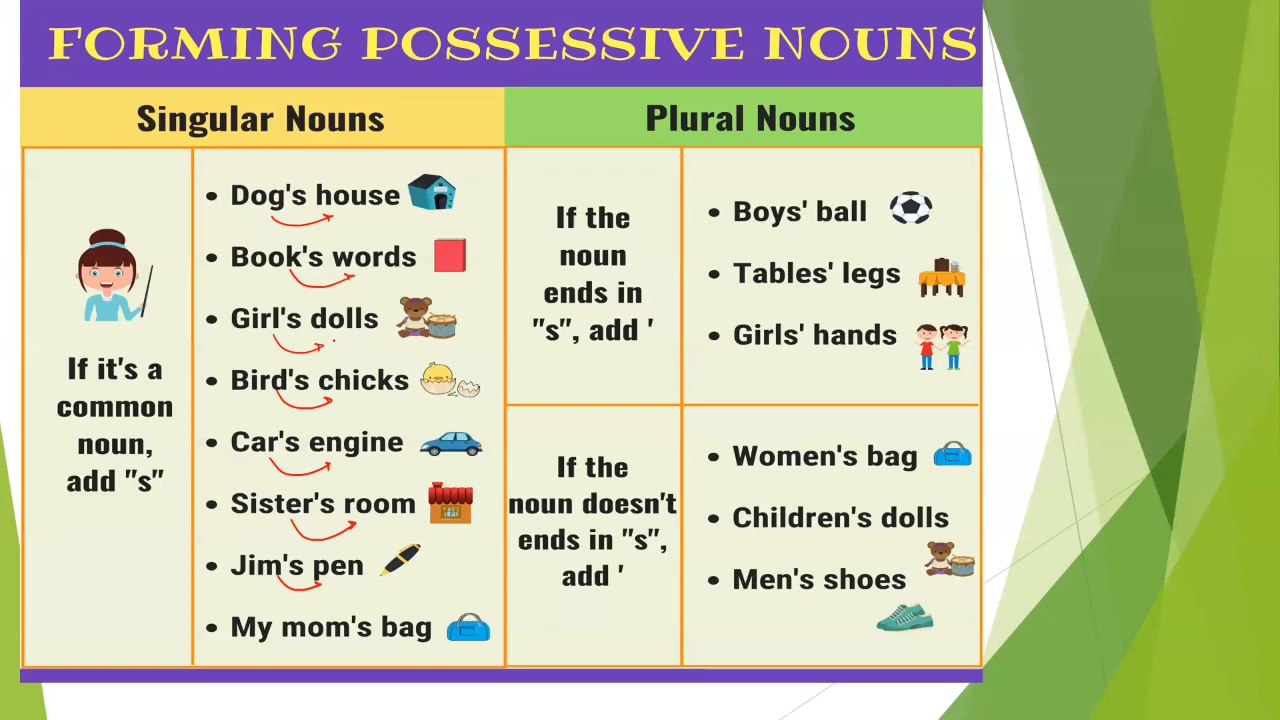 FORMING POSSESSIVE NOUNS
Singular Nouns
If it's a
common
noun,
add "s"
• Dog's house
• Book's words
• Girl's dolls
• Bird's chicks
• Car's engine
• Sister's room
• Jim's pen
• My mom's bag
Plural Nouns
If the
noun
ends in
"s", add '
• Boys' ball
• Tables' legs
• Girls' hands
If the
noun doesn't
ends in "s",
add '
• Women's bag
• Children's dolls
• Men's shoes